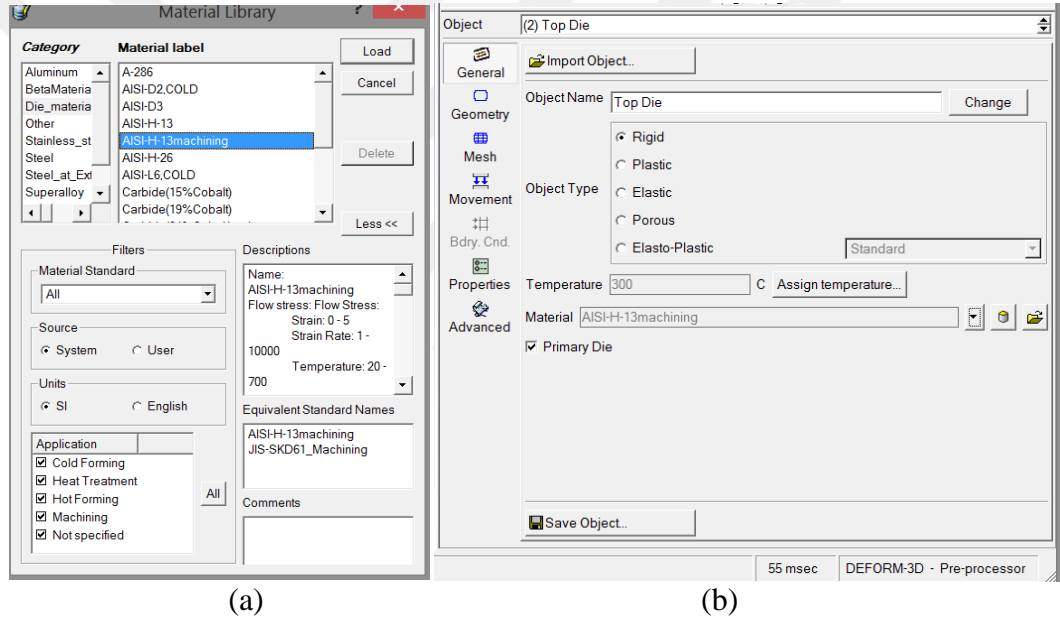 Material Library
?
×
Category
Material label
Load
Cancel
Delete
Less <<
Aluminum
BetaMateria
Die_materia
Other
Stainless_st
Steel
Steel_at_Ext
Superalloy
A-286
AISI-D2,COLD
AISI-D3
AISI-H-13
AISI-H-13machining
AISI-H-26
AISI-L6,COLD
Carbide(15%Cobalt)
Carbide(19%Cobalt)
Filters
Material Standard
All
Source
System
User
Units
SI
English
Application
Cold Forming
Heat Treatment
Hot Forming
Machining
Not specified
All
Descriptions
Name:
AISI-H-13machining
Flow stress: Flow Stress:
Strain: 0 - 5
Strain Rate: 1 -
10000
Temperature: 20 -
700
Equivalent Standard Names
AISI-H-13machining
JIS-SKD61_Machining
Comments
(a)
Object
(2) Top Die
General
Geometry
Mesh
Movement
Bdry. Cnd.
Properties
Advanced
Import Object...
Object Name
Top Die
Change
Object Type
Rigid
Plastic
Elastic
Porous
Elasto-Plastic
Standard
Temperature
300
C
Assign temperature...
Material
AISI-H-13machining
Primary Die
Save Object...
55 msec
DEFORM-3D - Pre-processor
(b)